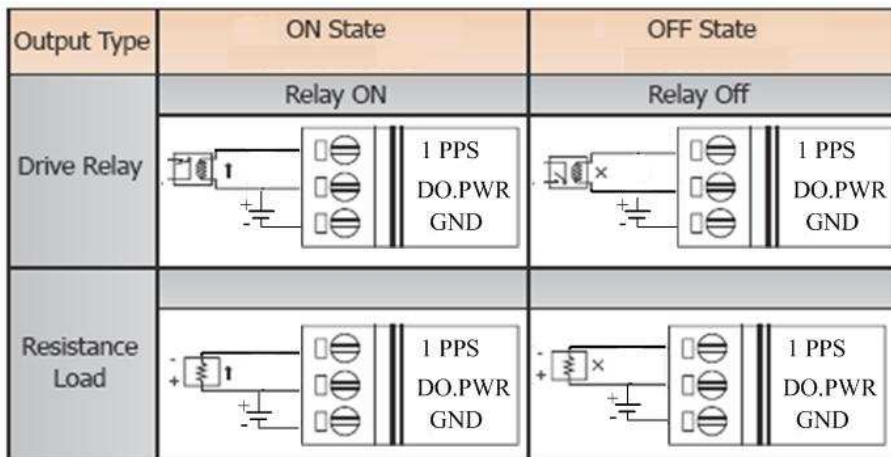 Output Type
ON State
OFF State
Relay ON
Relay Off
Drive Relay
1 PPS
DO.PWR
GND
+
-
1 PPS
DO.PWR
GND
+
-
Resistance
Load
-
+
1 PPS
DO.PWR
GND
+
-
-
+
1 PPS
DO.PWR
GND
+
-